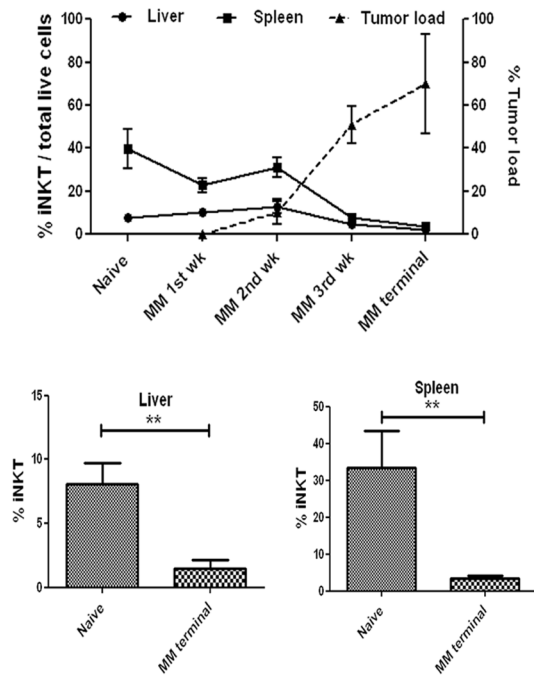 Liver Spleen Tumor load
% iNKT / total live cells
100 100
80 80
60 60
40 40
20 20
0 0
% Tumor load
Naive
MM 1st wk
MM 2nd wk
MM 3rd wk
MM terminal
Liver
**
% iNKT
15
10
5
0
Naive
MM terminal
Spleen
**
% iNKT
50
40
30
20
10
0
Naive
MM terminal